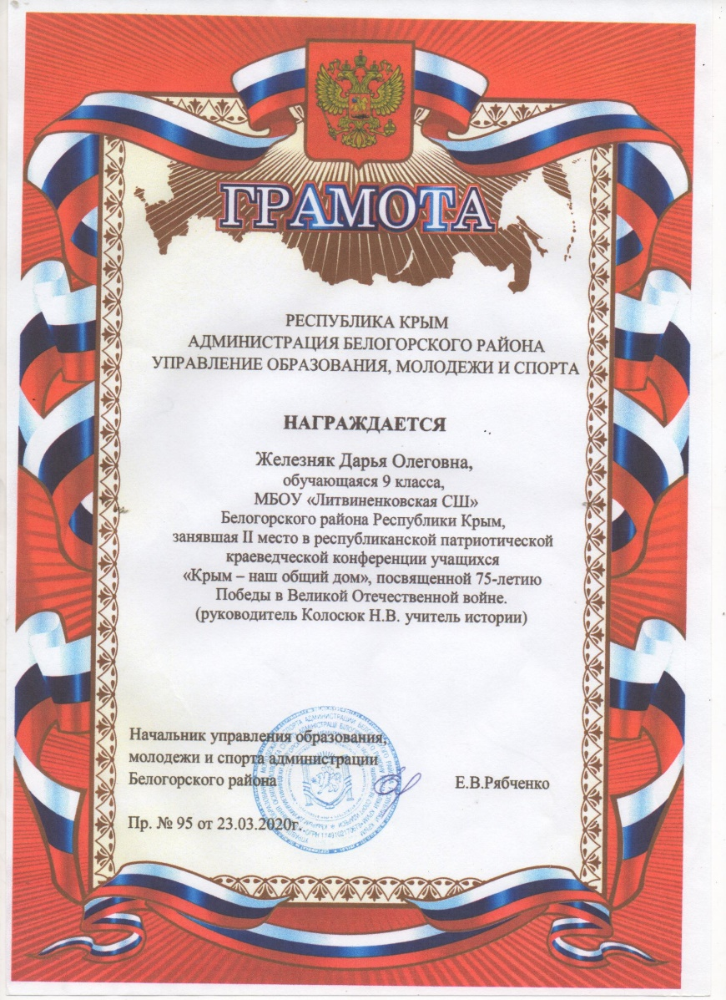 ГРАМОТА
РЕСПУБЛИКА КРЫМ
АДМИНИСТРАЦИЯ БЕЛОГОРСКОГО РАЙОНА
УПРАВЛЕНИЕ ОБРАЗОВАНИЯ, МОЛОДЕЖИ И СПОРТА
НАГРАЖДАЕТСЯ
Железняк Дарья Олеговна,
обучающаяся 9 класса,
МБОУ «Литвиненковская СШ»
Белогорского района Республики Крым,
занявшая II место в республиканской патриотической
краеведческой конференции учащихся
«Крым – наш общий дом», посвященной 75-летию
Победы в Великой Отечественной войне.
(руководитель Колосюк Н.В. учитель истории)
Начальник управления образования,
молодежи и спорта администрации
Белогорского района Е.В.Рябченко
Пр. № 95 от 23.03.2020г.